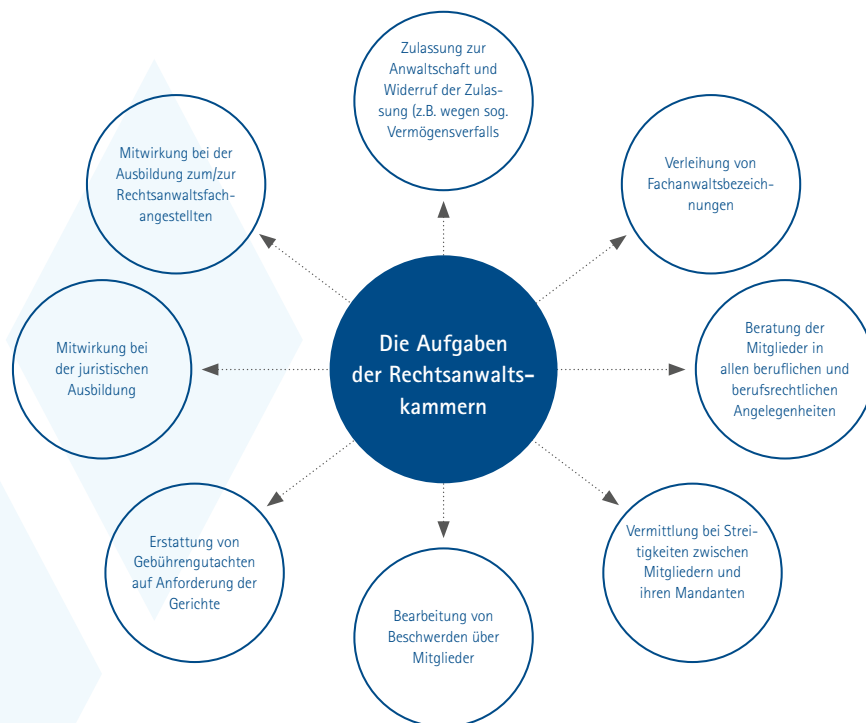 Zulassung zur
Anwaltschaft und
Widerruf der Zulas-
sung (z.B. wegen sog.
Vermögensverfalls
Mitwirkung bei der
Ausbildung zum/zur
Rechtsanwaltsfach-
angestellten
Verleihung von
Fachanwaltsbezeich-
nungen
Mitwirkung bei
der juristischen
Ausbildung
Die Aufgaben
der Rechtsanwalts-
kammern
Beratung der
Mitglieder in
allen beruflichen und
berufsrechtlichen
Angelegenheiten
Erstattung von
Gebührengutachten
auf Anforderung der
Gerichte
Bearbeitung von
Beschwerden über
Mitglieder
Vermittlung bei Strei-
tigkeiten zwischen
Mitgliedern und
ihren Mandanten